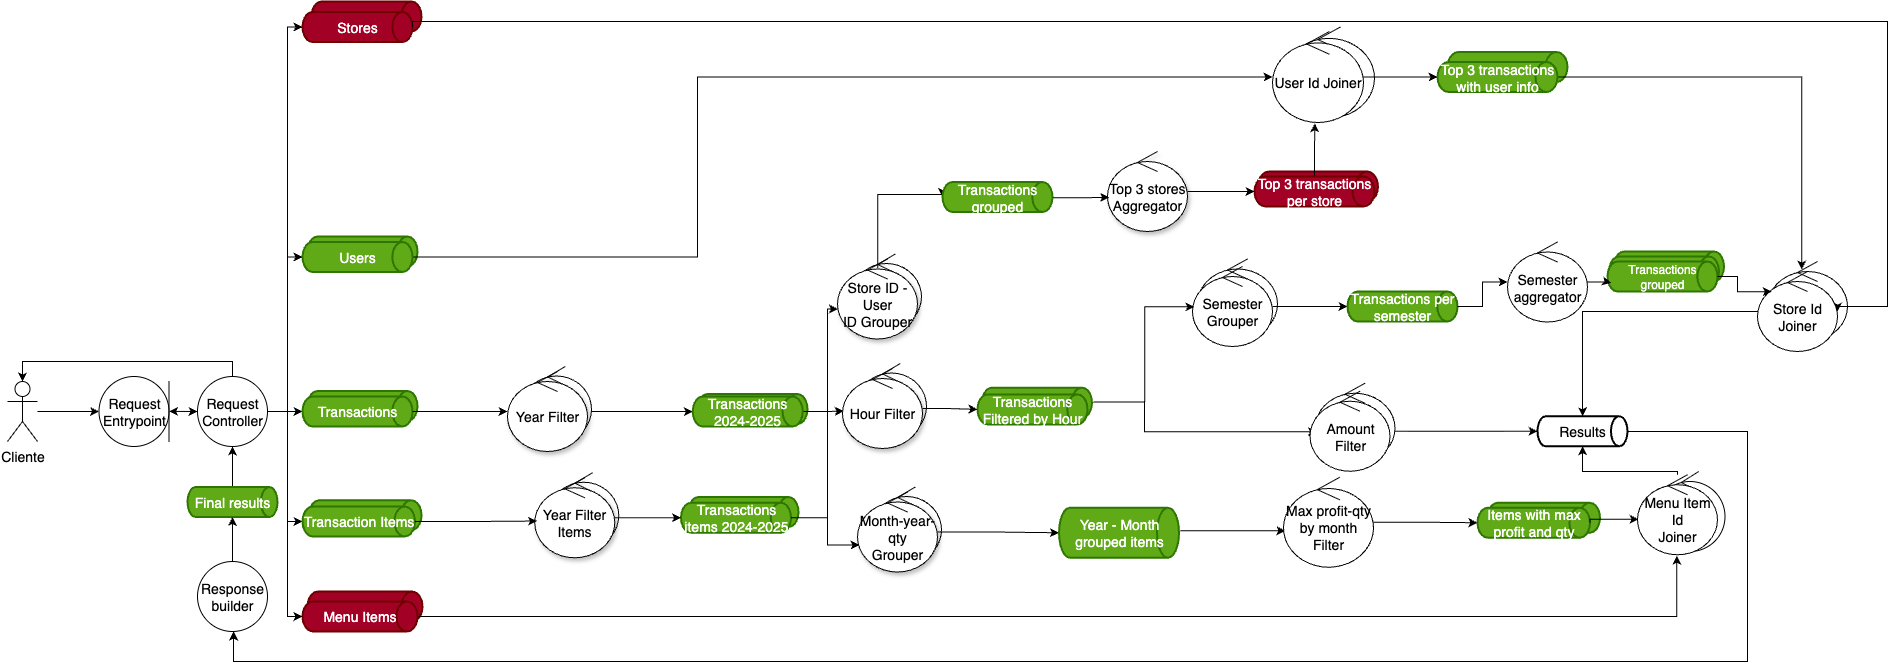 Stores
User Id Joiner
Top 3 transactions
with user info
Transactions
grouped
Top 3 stores
Aggregator
Top 3 transactions
per store
Users
Store ID -
User
ID Grouper
Semester
Grouper
Transactions per
semester
Semester
aggregator
Transactions
grouped
Store Id
Joiner
Cliente
Request
Entrypoint
Request
Controller
Transactions
Year Filter
Transactions
2024-2025
Hour Filter
Transactions
Filtered by Hour
Amount
Filter
Results
Final results
Transaction Items
Year Filter
Items
Transactions
items 2024-2025
Month-year-
qty
Grouper
Year - Month
grouped items
Max profit-qty
by month
Filter
Items with max
profit and qty
Menu Item
Id
Joiner
Response
builder
Menu Items